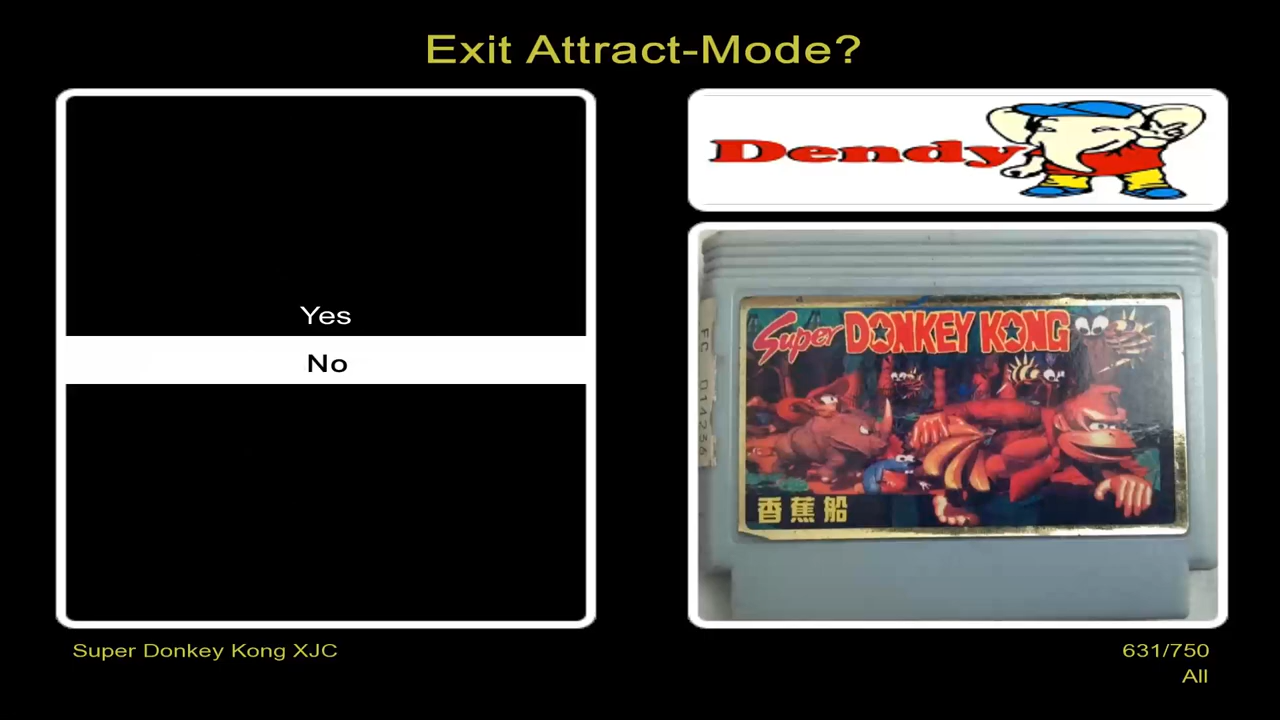 Exit Attract-Mode?
Yes
No
Dendy
Super DONKEY KONG
香蕉船
Super Donkey Kong XJC
631/750
All